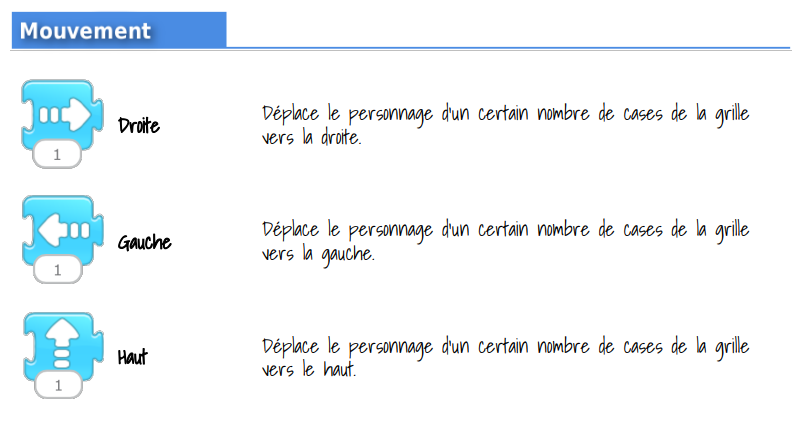 Mouvement
Droite
Déplace le personnage d'un certain nombre de cases de la grille
vers la droite.
1
Gauche
Déplace le personnage d'un certain nombre de cases de la grille
vers la gauche.
1
Haut
Déplace le personnage d'un certain nombre de cases de la grille
vers le haut.
1